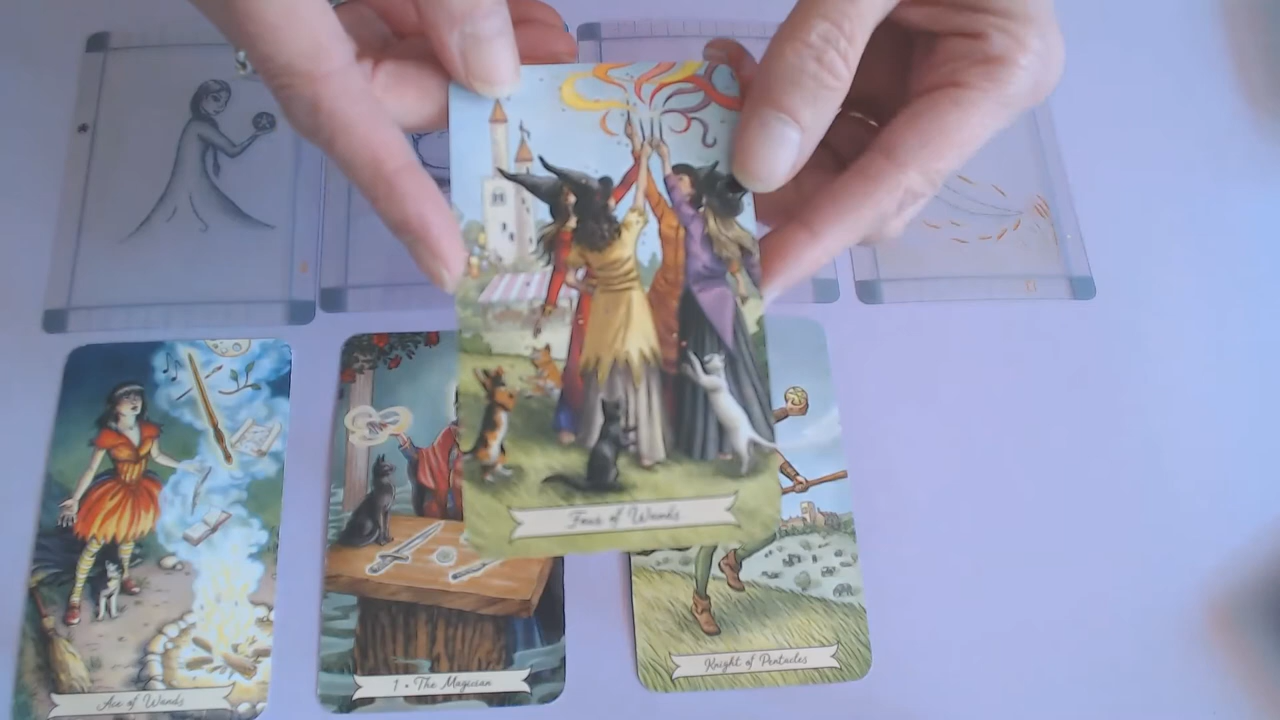 Four of Wands
Ace of Wands
1 • The Magician
Knight of Pentacles